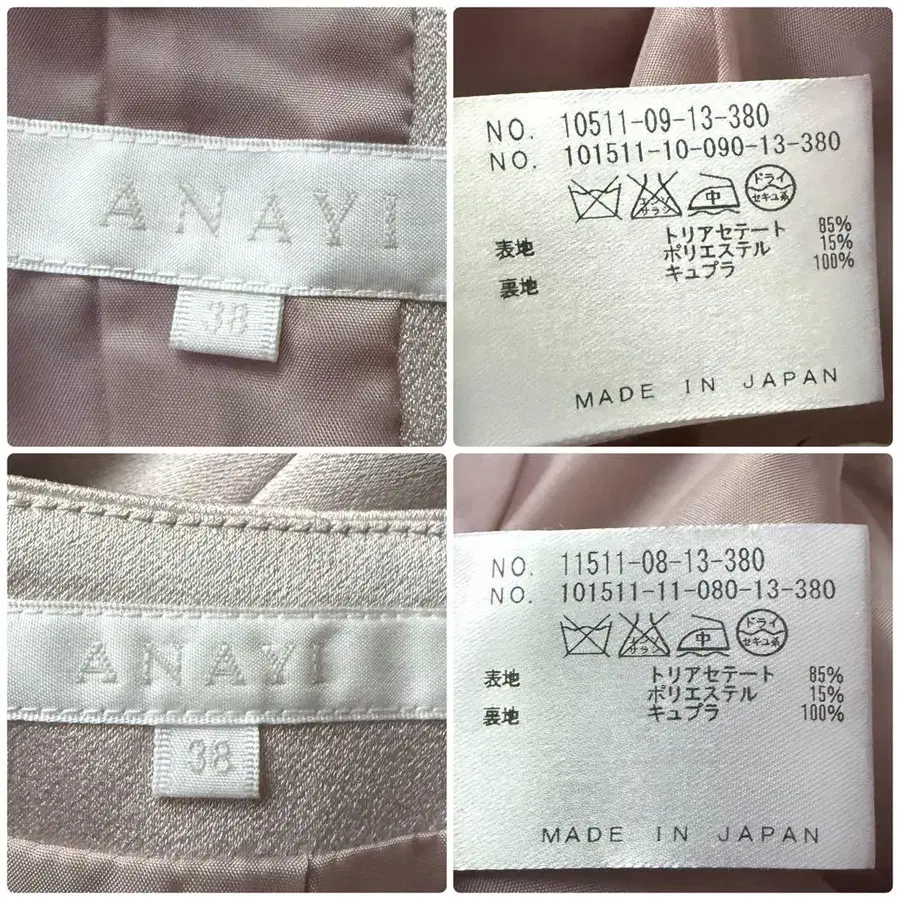 ANAYI
38
NO. 10511-09-13-380
NO. 101511-10-090-13-380
中
ドライ
セキユ系
表地 トリアセテート 85%
ポリエステル 15%
裏地 キュプラ 100%
MADE IN JAPAN
ANAYI
38
NO. 11511-08-13-380
NO. 101511-11-080-13-380
中
ドライ
セキユ系
表地 トリアセテート 85%
ポリエステル 15%
裏地 キュプラ 100%
MADE IN JAPAN